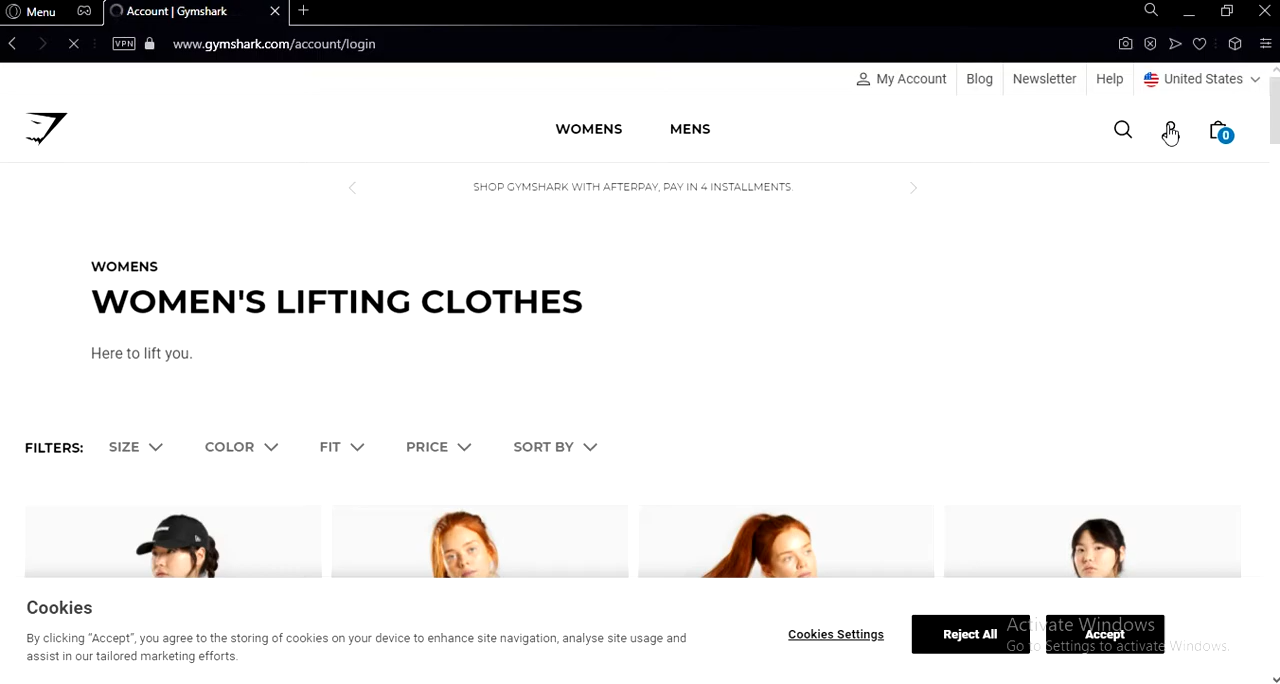 Menu
Account | Gymshark
VPN
www.gymshark.com/account/login
My Account
Blog
Newsletter
Help
United States
WOMENS
MENS
0
SHOP GYMSHARK WITH AFTERPAY, PAY IN 4 INSTALLMENTS.
WOMENS
WOMEN'S LIFTING CLOTHES
Here to lift you.
FILTERS:
SIZE
COLOR
FIT
PRICE
SORT BY
Cookies
By clicking “Accept”, you agree to the storing of cookies on your device to enhance site navigation, analyse site usage and
assist in our tailored marketing efforts.
Cookies Settings
Reject All
Accept
Activate Windows
Go to Settings to activate Windows.